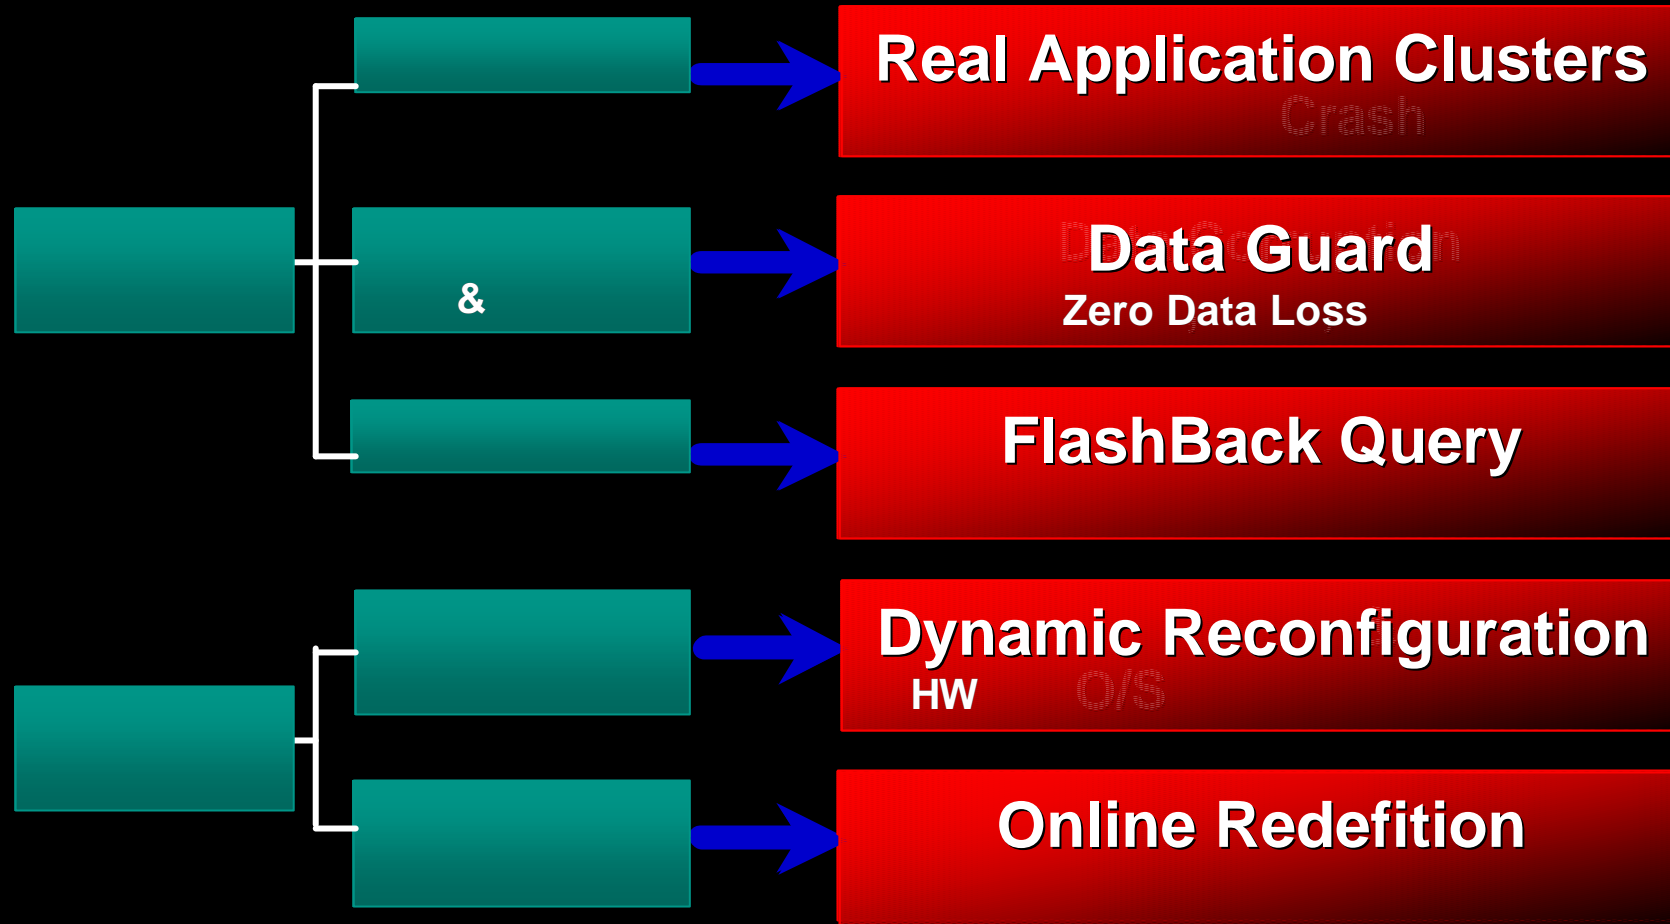 Real Application Clusters
Crash
&
Data Guard
Zero Data Loss
FlashBack Query
Dynamic Reconfiguration
HW O/S
Online Redefition